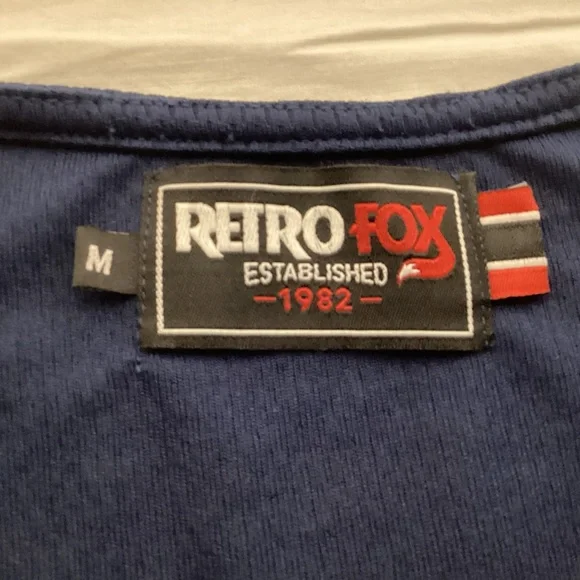 M
RETRO FOX
ESTABLISHED
-1982-